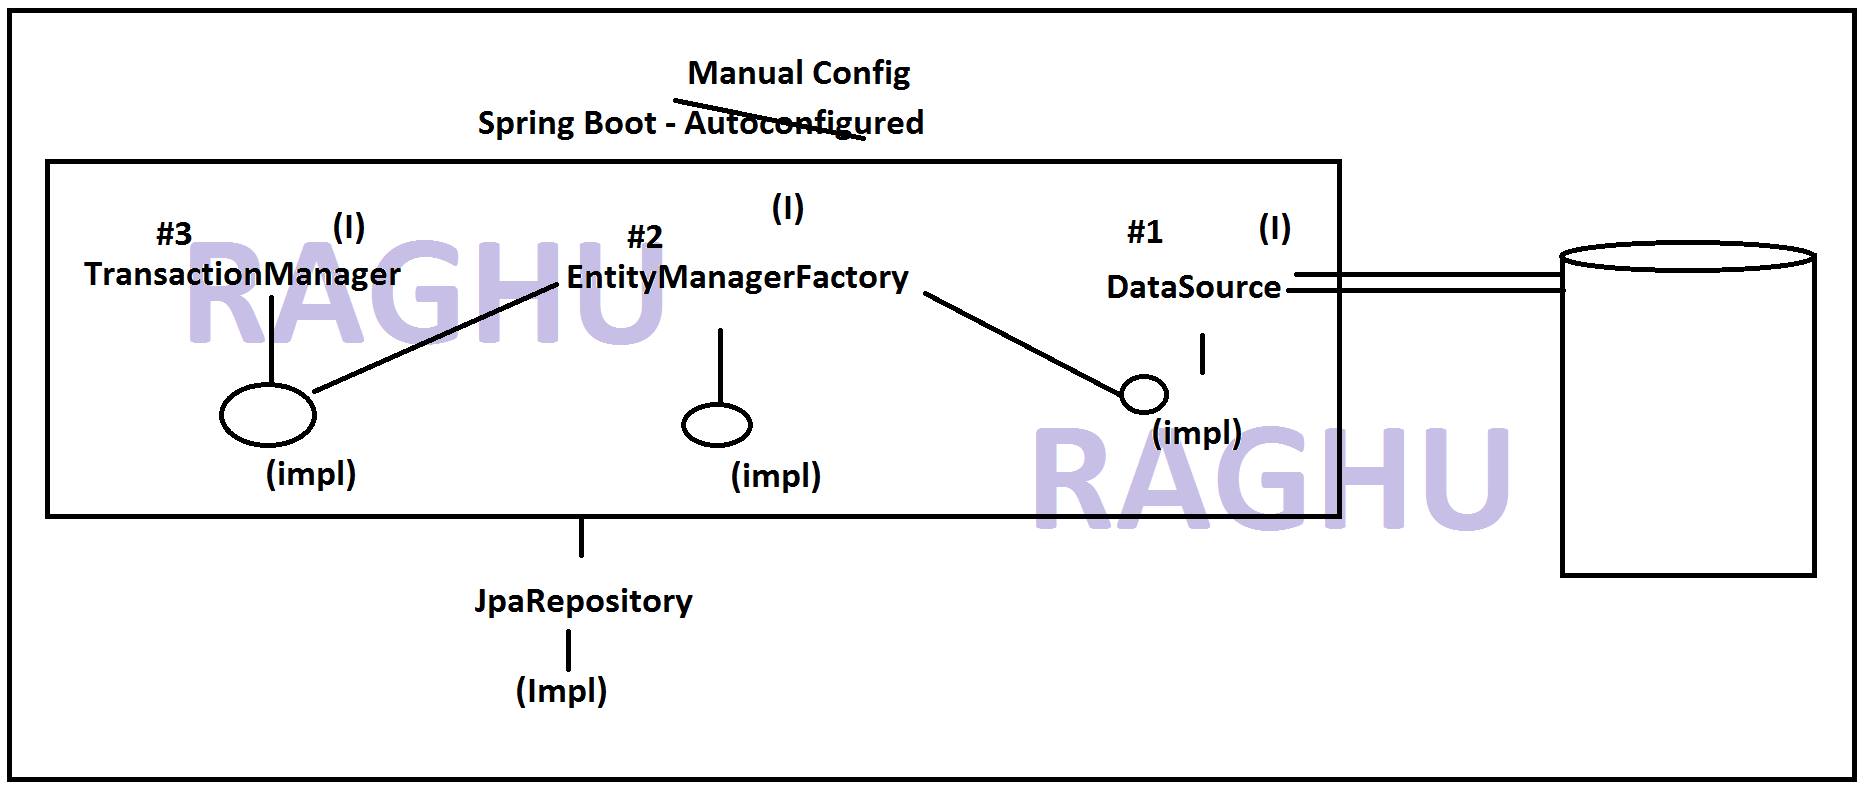 Manual Config
Spring Boot - Autoconfigured
#3 (I)
TransactionManager
(impl)
#2 (I)
EntityManagerFactory
(impl)
#1 (I)
DataSource
(impl)
JpaRepository
(Impl)
RAGHU
RAGHU